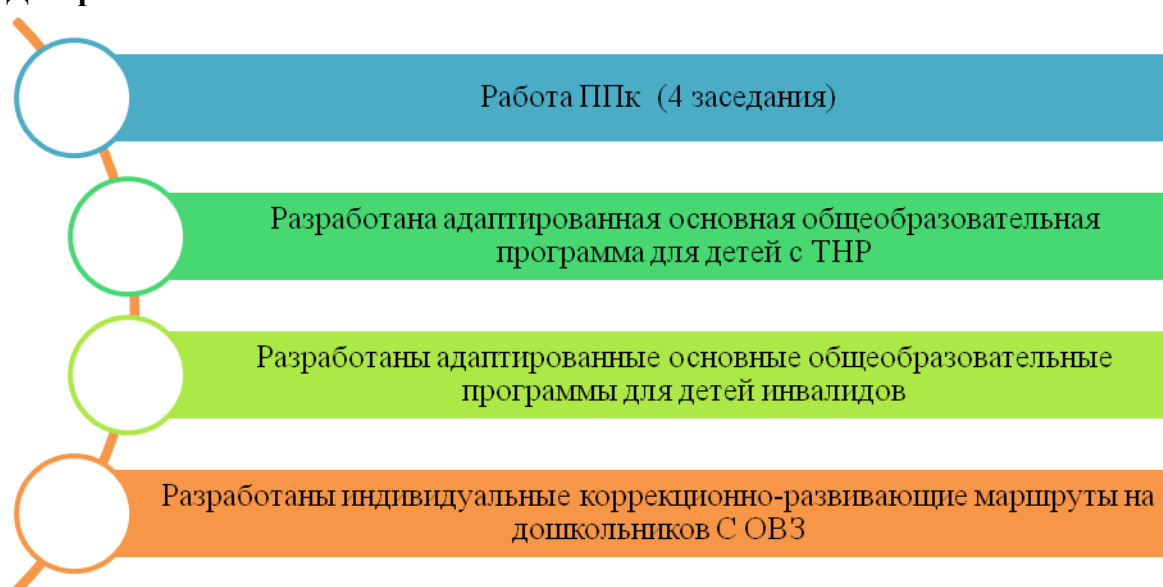 Работа ППк (4 заседания)
Разработана адаптированная основная общеобразовательная
программа для детей с ТНР
Разработаны адаптированные основные общеобразовательные
программы для детей инвалидов
Разработаны индивидуальные коррекционно-развивающие маршруты на
дошкольников С ОВЗ